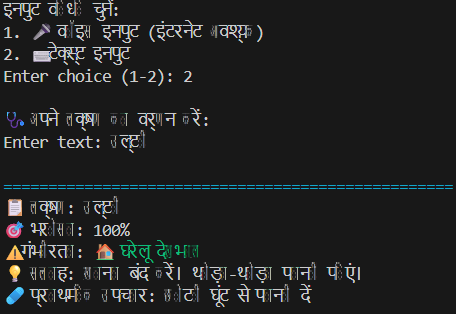 इनपुट विधि चुनें:
1. 🎤 वॉइस इनपुट (इंटरनेट आवश्यक)
2. ⌨️ टेक्स्ट इनपुट
Enter choice (1-2): 2
🩺 अपने लक्षण का वर्णन करें:
Enter text: उल्टी
==================================================
📋 लक्षण: उल्टी
🎯 भरोसा: 100%
⚠️ गंभीरता: 🏠 घरेलू देखभाल
💡 सलाह: खाना बंद करें। थोड़ा-थोड़ा पानी पिएं।
💊 प्राथमिक उपचार: छोटी घूंट से पानी दें